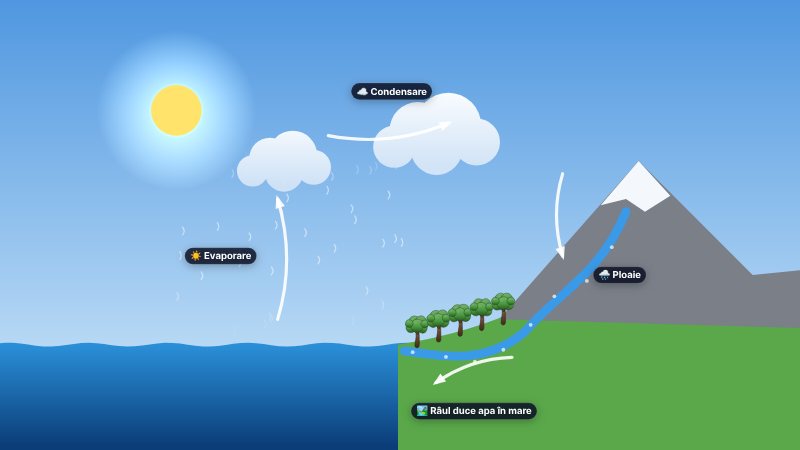 ☁️ Condensare
☀️ Evaporare
🌧️ Ploaie
🏞️ Râul duce apa în mare